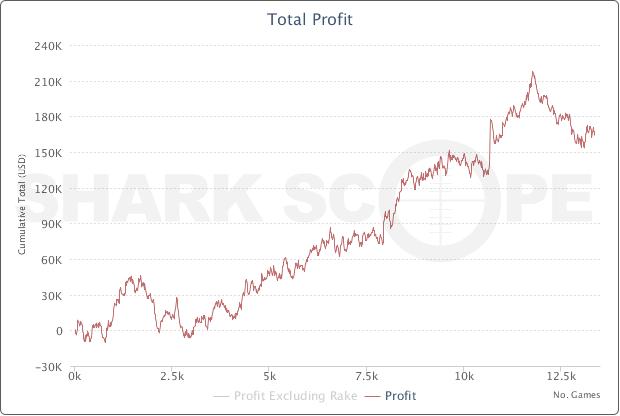 Total Profit
240K
210K
180K
150K
120K
90K
60K
30K
0
−30K
Cumulative Total (USD)
SHARK SCOPE
0k
2.5k
5k
7.5k
10k
12.5k
No. Games
Profit Excluding Rake
Profit